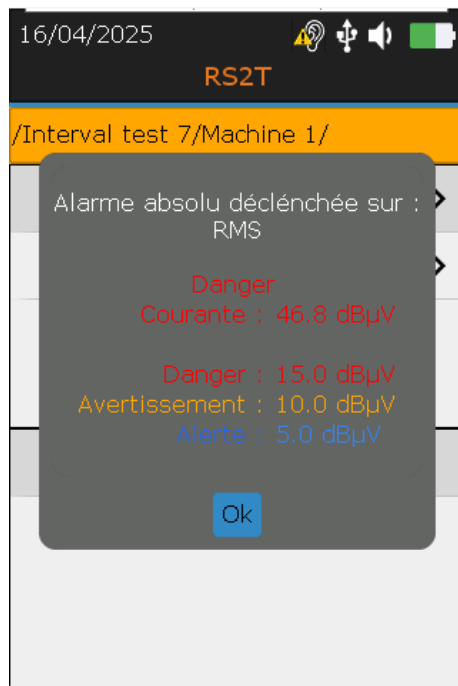 16/04/2025
RS2T
/Interval test 7/Machine 1/
Alarme absolu déclénchée sur :
RMS
Danger
Courante : 46.8 dBµV
Danger : 15.0 dBµV
Avertissement : 10.0 dBµV
Alerte : 5.0 dBµV
Ok